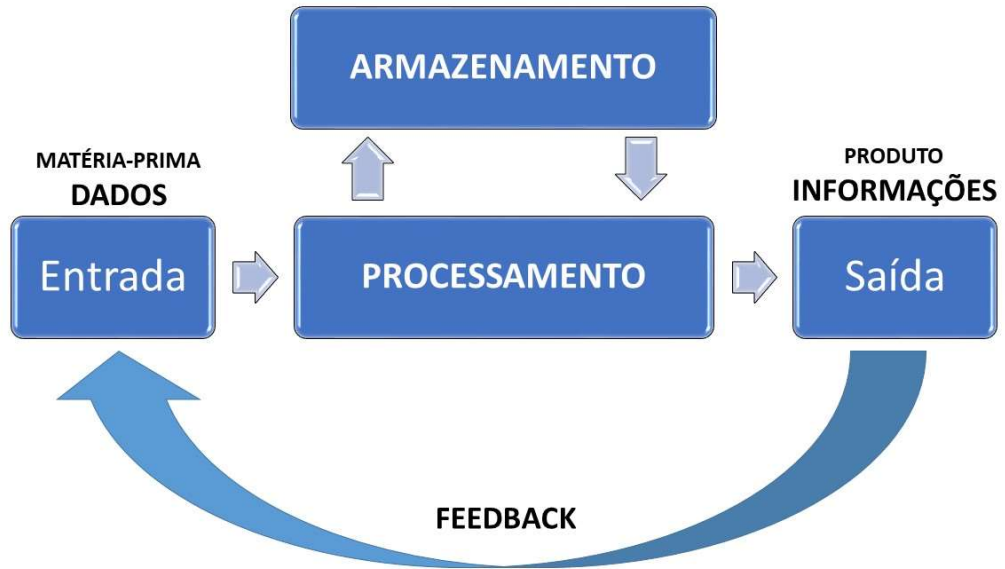 ARMAZENAMENTO
MATÉRIA-PRIMA
DADOS
PRODUTO
INFORMAÇÕES
Entrada
PROCESSAMENTO
Saída
FEEDBACK